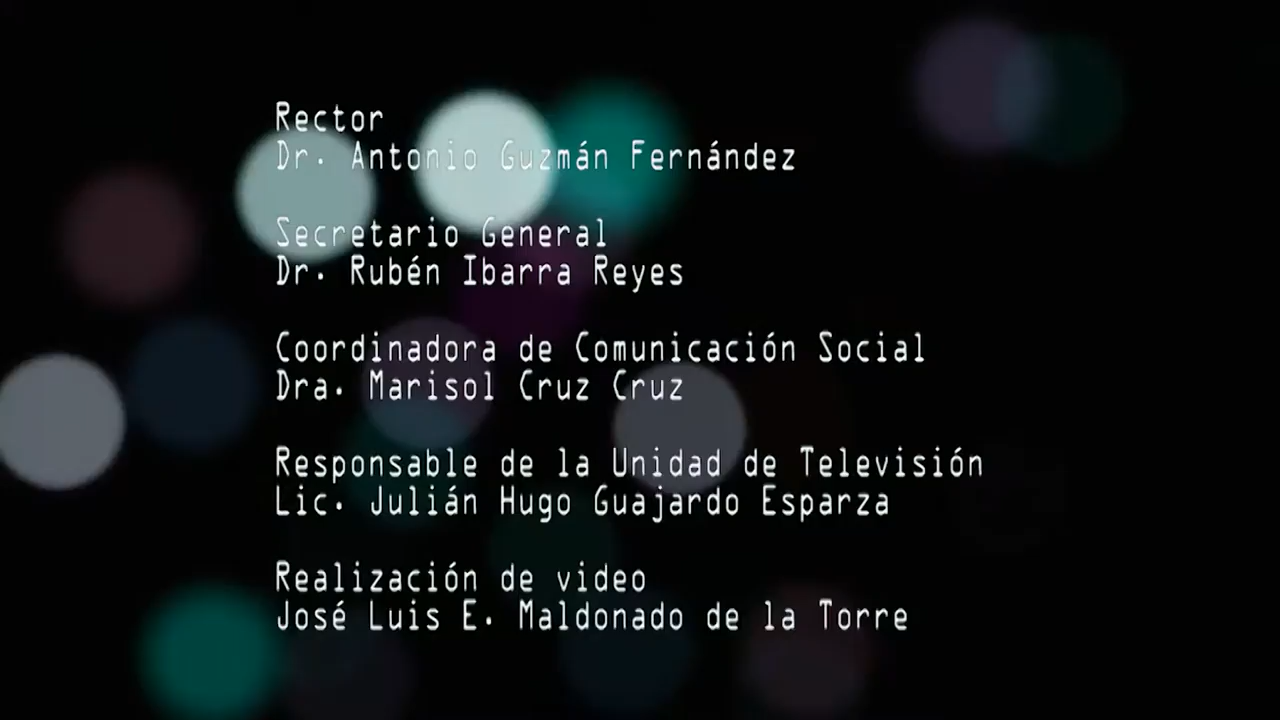 Rector
Dr. Antonio Guzmán Fernández
Secretario General
Dr. Rubén Ibarra Reyes
Coordinadora de Comunicación Social
Dra. Marisol Cruz Cruz
Responsable de la Unidad de Televisión
Lic. Julián Hugo Guajardo Esparza
Realización de video
José Luis E. Maldonado de la Torre